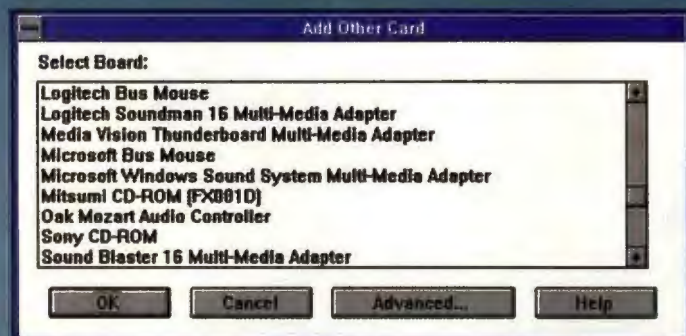 Add Other Card
Select Board:
Logitech Bus Mouse
Logitech Soundman 16 Multi-Media Adapter
Media Vision Thunderboard Multi-Media Adapter
Microsoft Bus Mouse
Microsoft Windows Sound System Multi-Media Adapter
Mitsumi CD-ROM (FX001D)
Oak Mozart Audio Controller
Sony CD-ROM
Sound Blaster 16 Multi-Media Adapter
OK
Cancel
Advanced...
Help